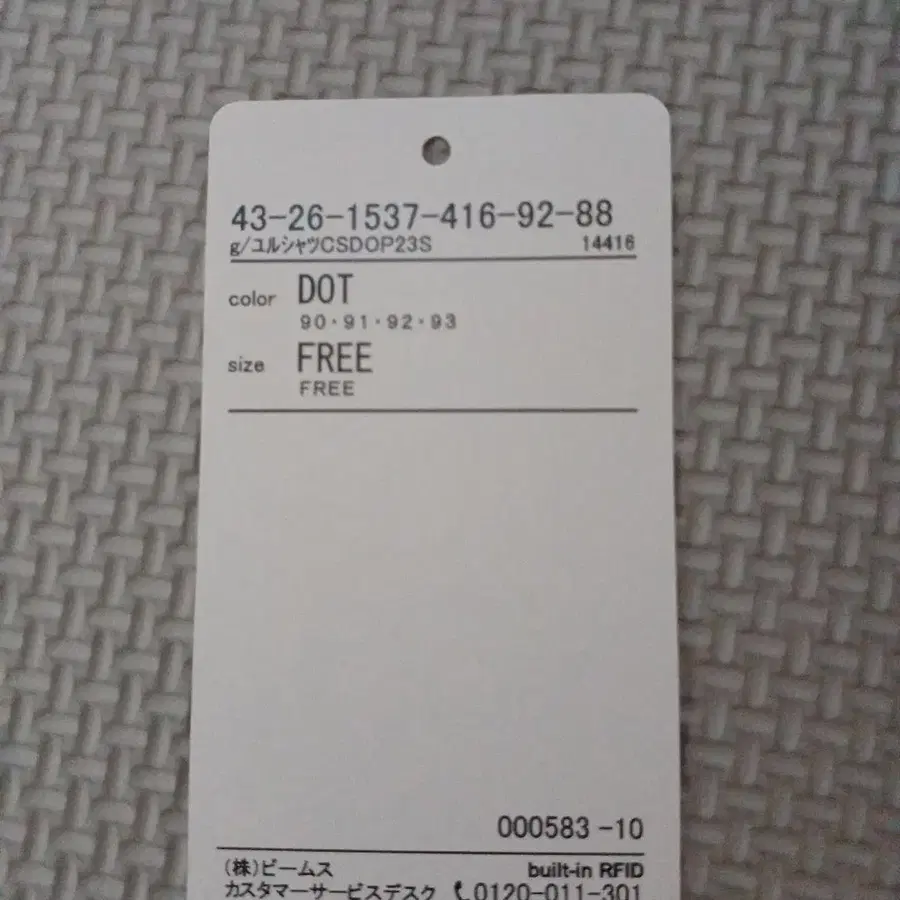 43-26-1537-416-92-88
g/ユルシャツCSDOP23S 14416
color DOT
90・91・92・93
size FREE
FREE
000583 -10
(株)ビームス built-in RFID
カスタマーサービスデスク 0120-011-301